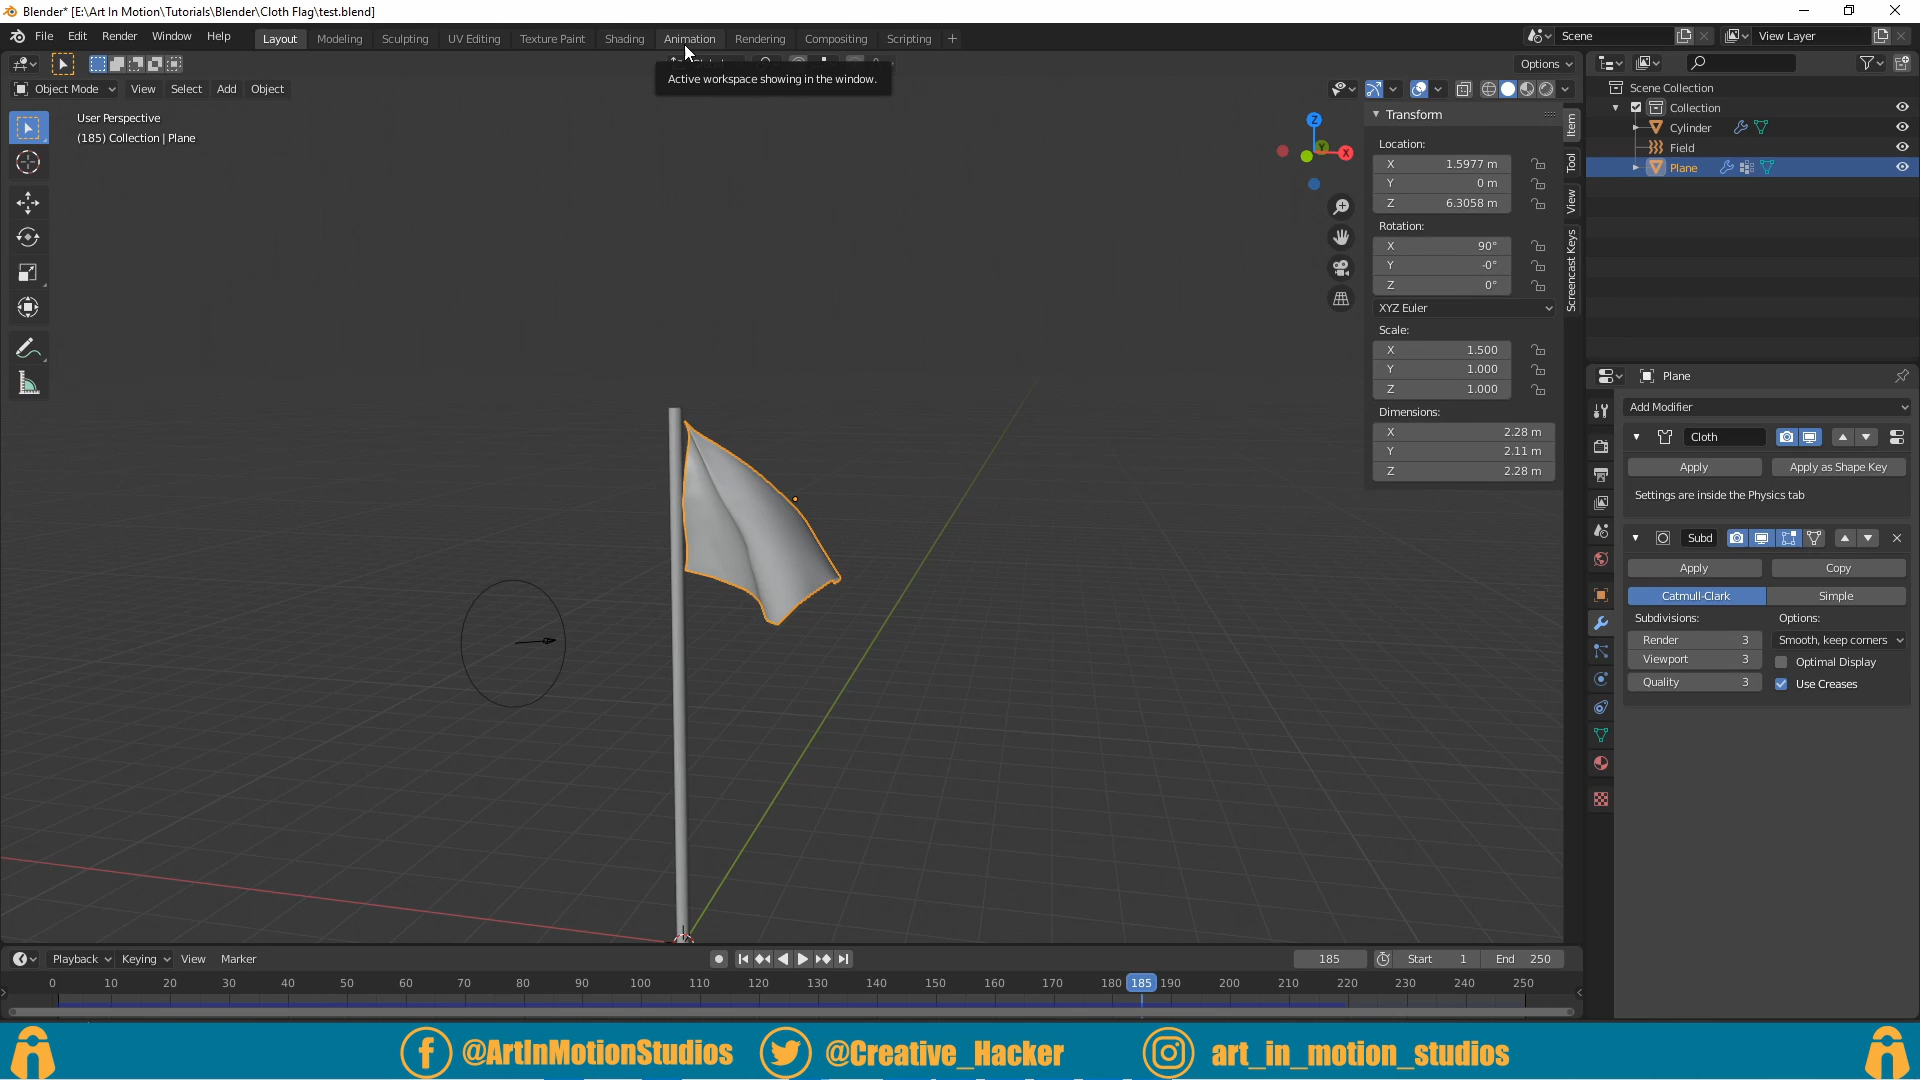 Blender* [E:\Art In Motion\Tutorials\Blender\Cloth Flag\test.blend]
File Edit Render Window Help Layout Modeling Sculpting UV Editing Texture Paint Shading Animation Rendering Compositing Scripting + Scene View Layer
Options
Active workspace showing in the window.
Object Mode View Select Add Object
User Perspective
(185) Collection | Plane
Z
Y
X
Transform
Location:
X 1.5977 m
Y 0 m
Z 6.3058 m
Rotation:
X 90°
Y -0°
Z 0°
XYZ Euler
Scale:
X 1.500
Y 1.000
Z 1.000
Dimensions:
X 2.28 m
Y 2.11 m
Z 2.28 m
Item
Tool
View
Screencast Keys
Scene Collection
Collection
Cylinder
Field
Plane
Plane
Add Modifier
Cloth
Apply Apply as Shape Key
Settings are inside the Physics tab
Subd
Apply Copy
Catmull-Clark Simple
Subdivisions: Options:
Render 3 Smooth, keep corners
Viewport 3 Optimal Display
Quality 3 Use Creases
Playback Keying View Marker 185 Start 1 End 250
0 10 20 30 40 50 60 70 80 90 100 110 120 130 140 150 160 170 180 185 190 200 210 220 230 240 250
@ArtInMotionStudios @Creative_Hacker art_in_motion_studios